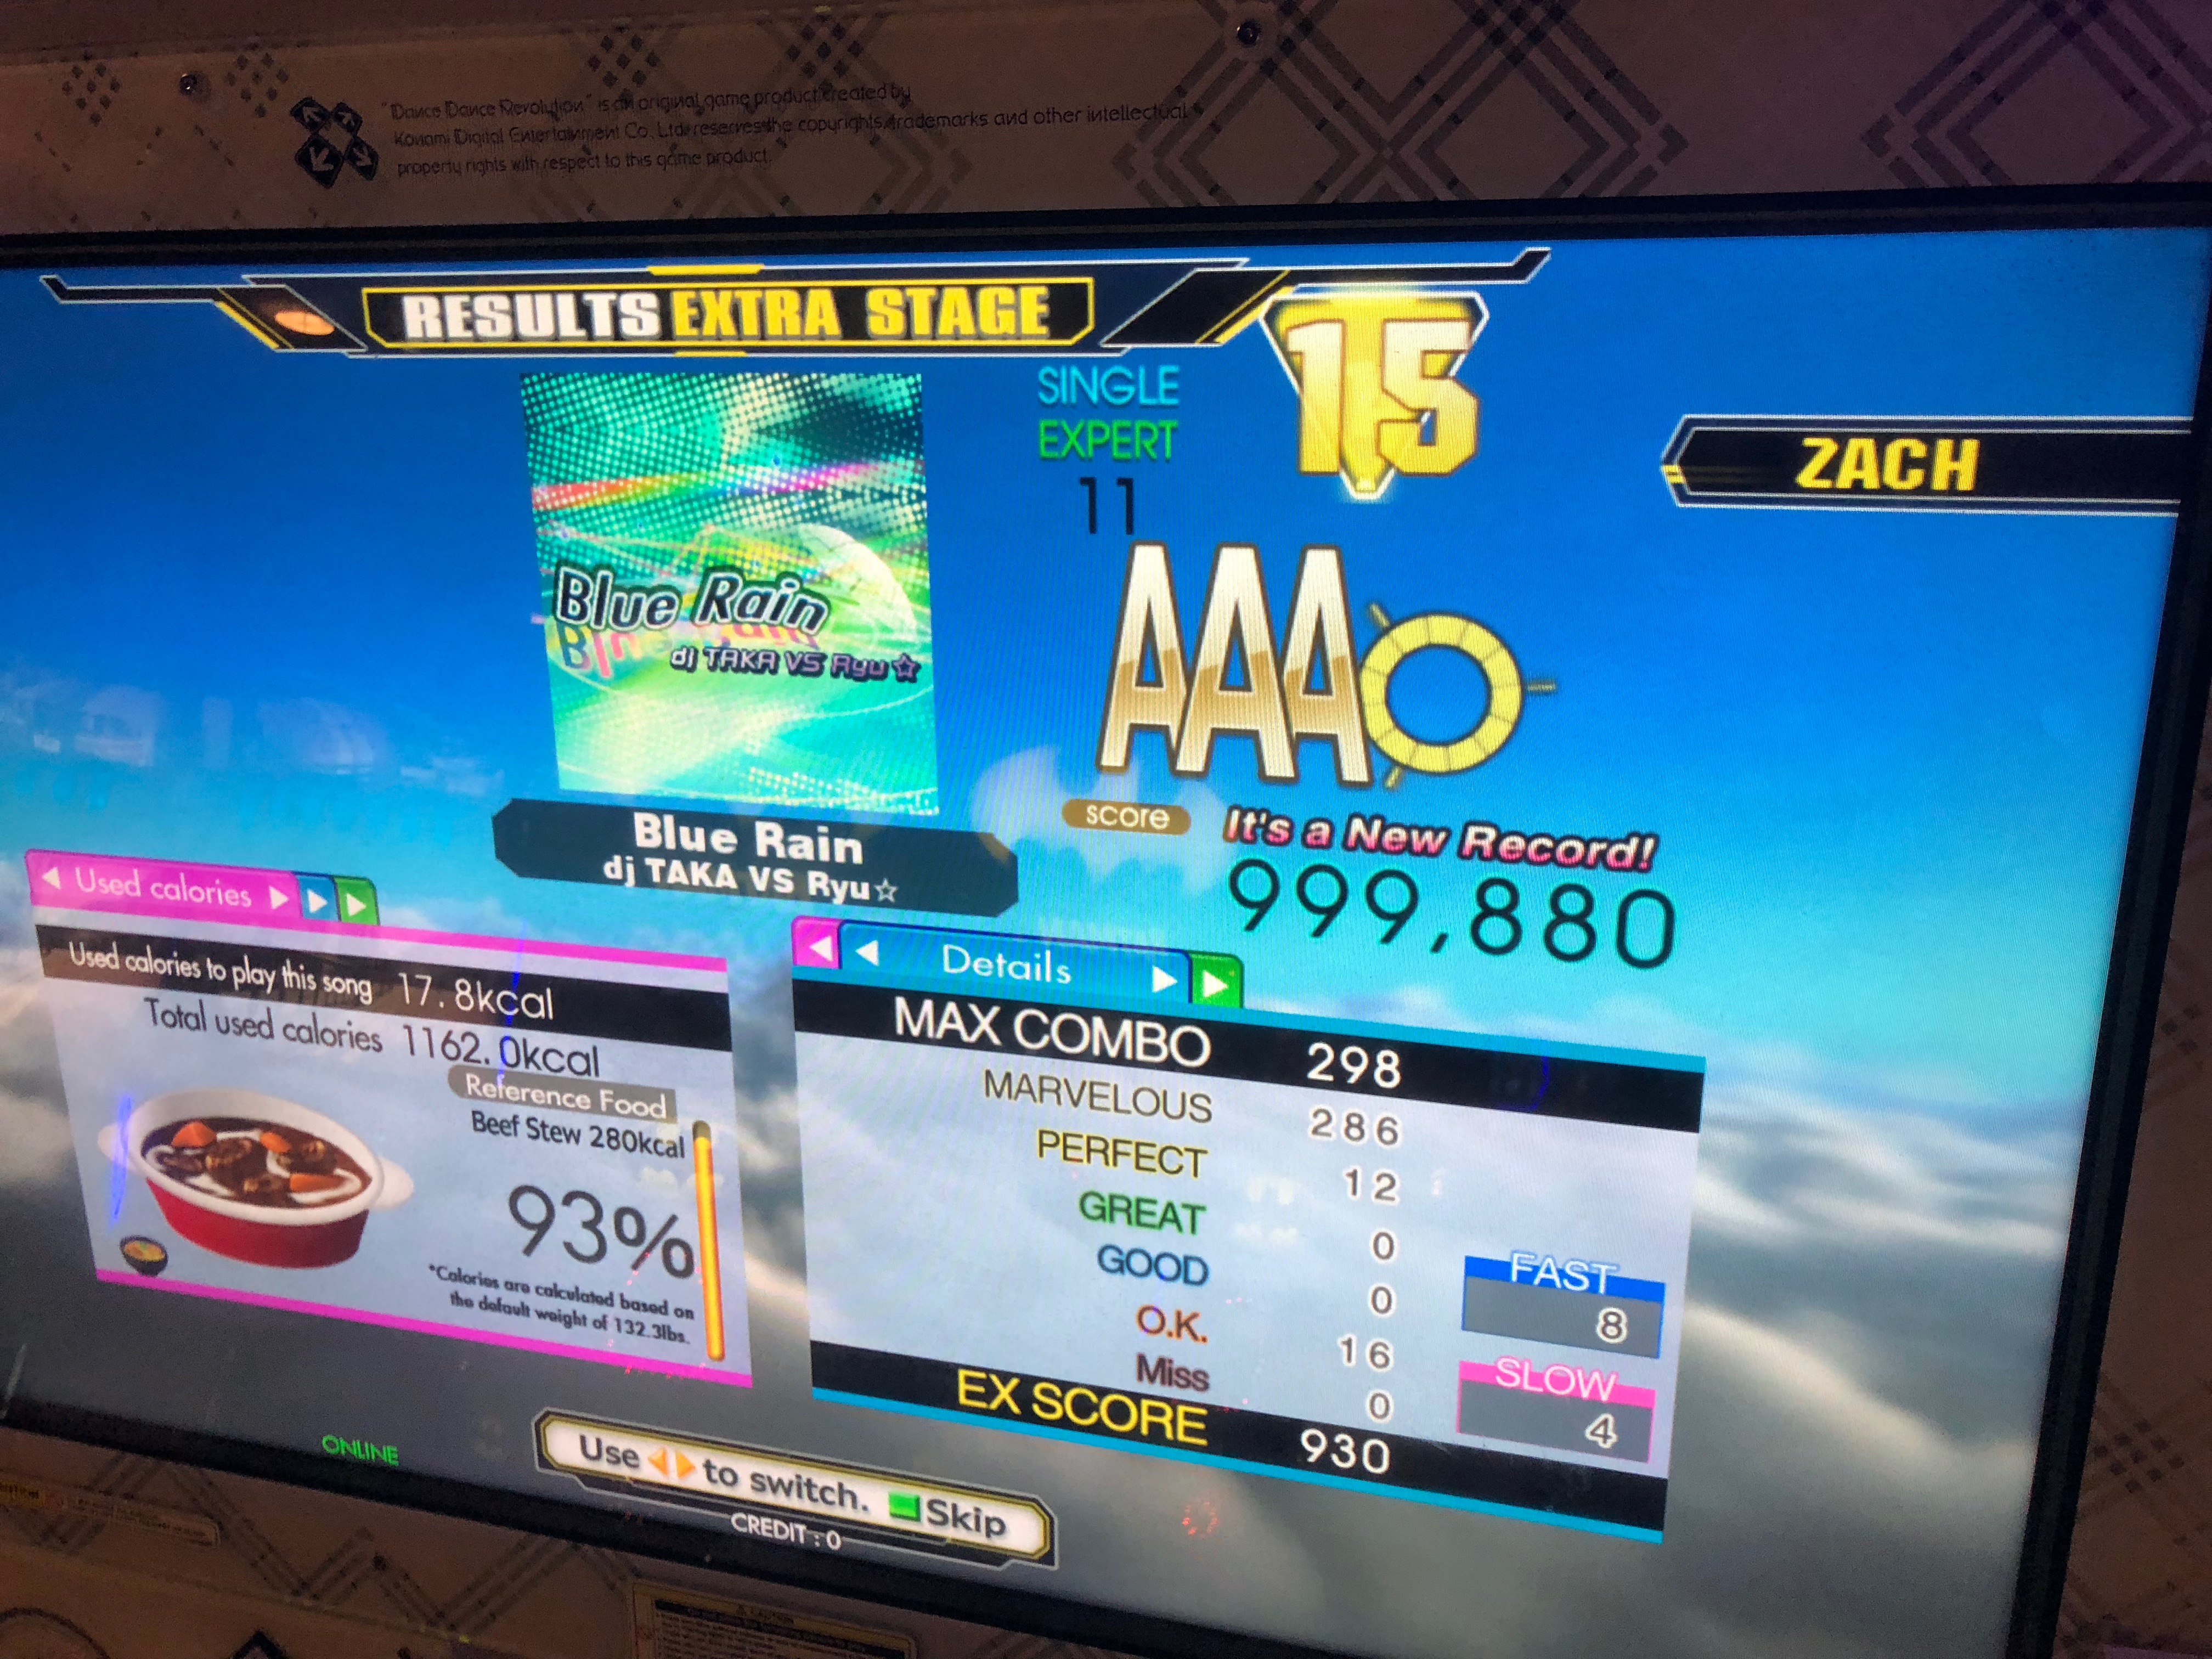 "Dance Dance Revolution" is an original game product created by
Konami Digital Entertainment Co., Ltd. reserves the copyrights, trademarks and other intellectual
property rights with respect to this game product.
RESULTS EXTRA STAGE
15
SINGLE
EXPERT
11
ZACH
Blue Rain
dj TAKA VS Ryu☆
AAA
Blue Rain
dj TAKA VS Ryu☆
score
It's a New Record!
999,880
Used calories
Used calories to play this song 17.8kcal
Total used calories 1162.0kcal
Reference Food
Beef Stew 280kcal
93%
*Calories are calculated based on
the default weight of 132.3lbs.
Details
MAX COMBO 298
MARVELOUS 286
PERFECT 12
GREAT 0
GOOD 0
O.K. 16
Miss 0
EX SCORE 930
FAST
8
SLOW
4
ONLINE
Use ◀▶ to switch. Skip
CREDIT : 0
CAUTION